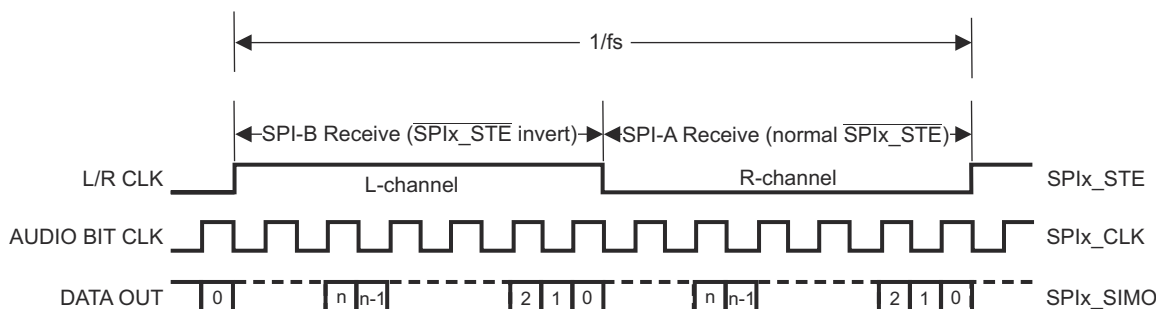 1/fs
SPI-B Receive (SPIx_STE invert) SPI-A Receive (normal SPIx_STE)
L/R CLK L-channel R-channel SPIx_STE
AUDIO BIT CLK SPIx_CLK
DATA OUT 0 n n-1 2 1 0 n n-1 2 1 0 SPIx_SIMO